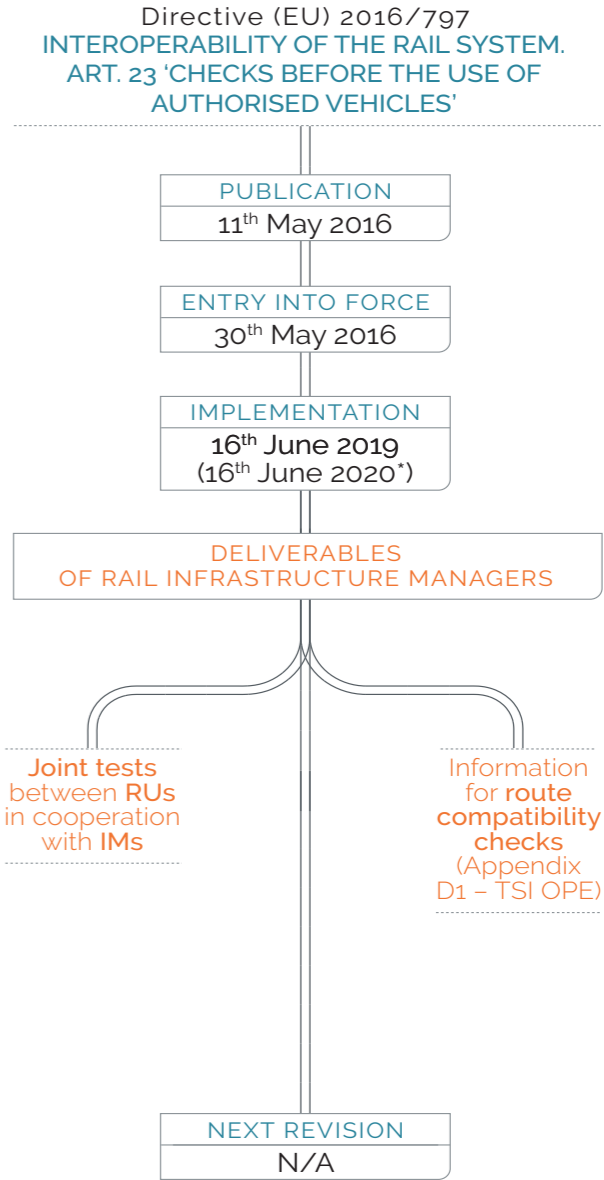 Directive (EU) 2016/797
INTEROPERABILITY OF THE RAIL SYSTEM.
ART. 23 ‘CHECKS BEFORE THE USE OF
AUTHORISED VEHICLES’
PUBLICATION
11th May 2016
ENTRY INTO FORCE
30th May 2016
IMPLEMENTATION
16th June 2019
(16th June 2020*)
DELIVERABLES
OF RAIL INFRASTRUCTURE MANAGERS
Joint tests
between RUs
in cooperation
with IMs
Information
for route
compatibility
checks
(Appendix
D1 – TSI OPE)
NEXT REVISION
N/A